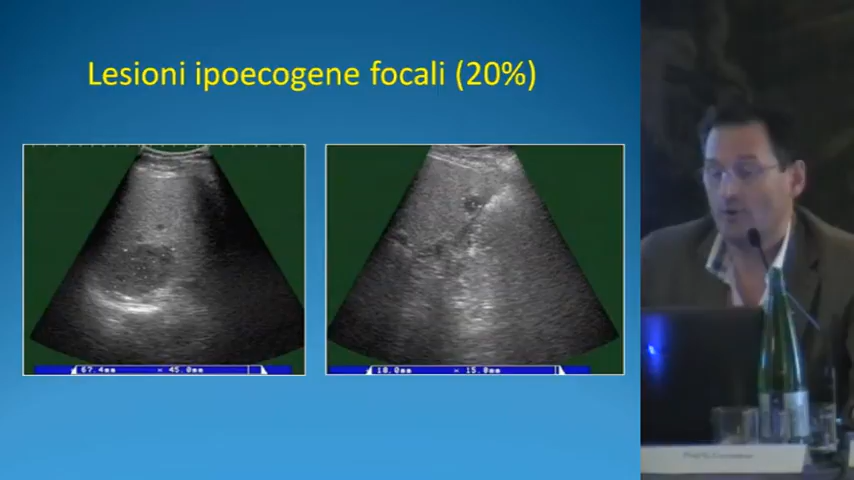 Lesioni ipoecogene focali (20%)
67.4mm × 45.0mm
18.0mm × 15.0mm